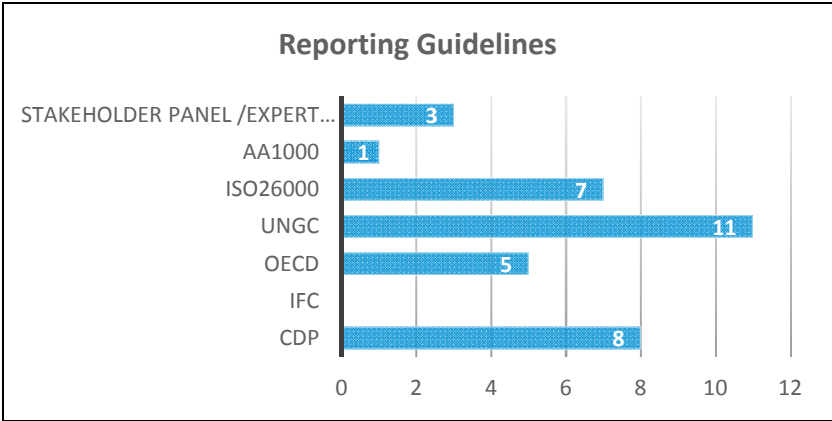 Reporting Guidelines
STAKEHOLDER PANEL /EXPERT... 3
AA1000 1
ISO26000 7
UNGC 11
OECD 5
IFC
CDP 8
0 2 4 6 8 10 12